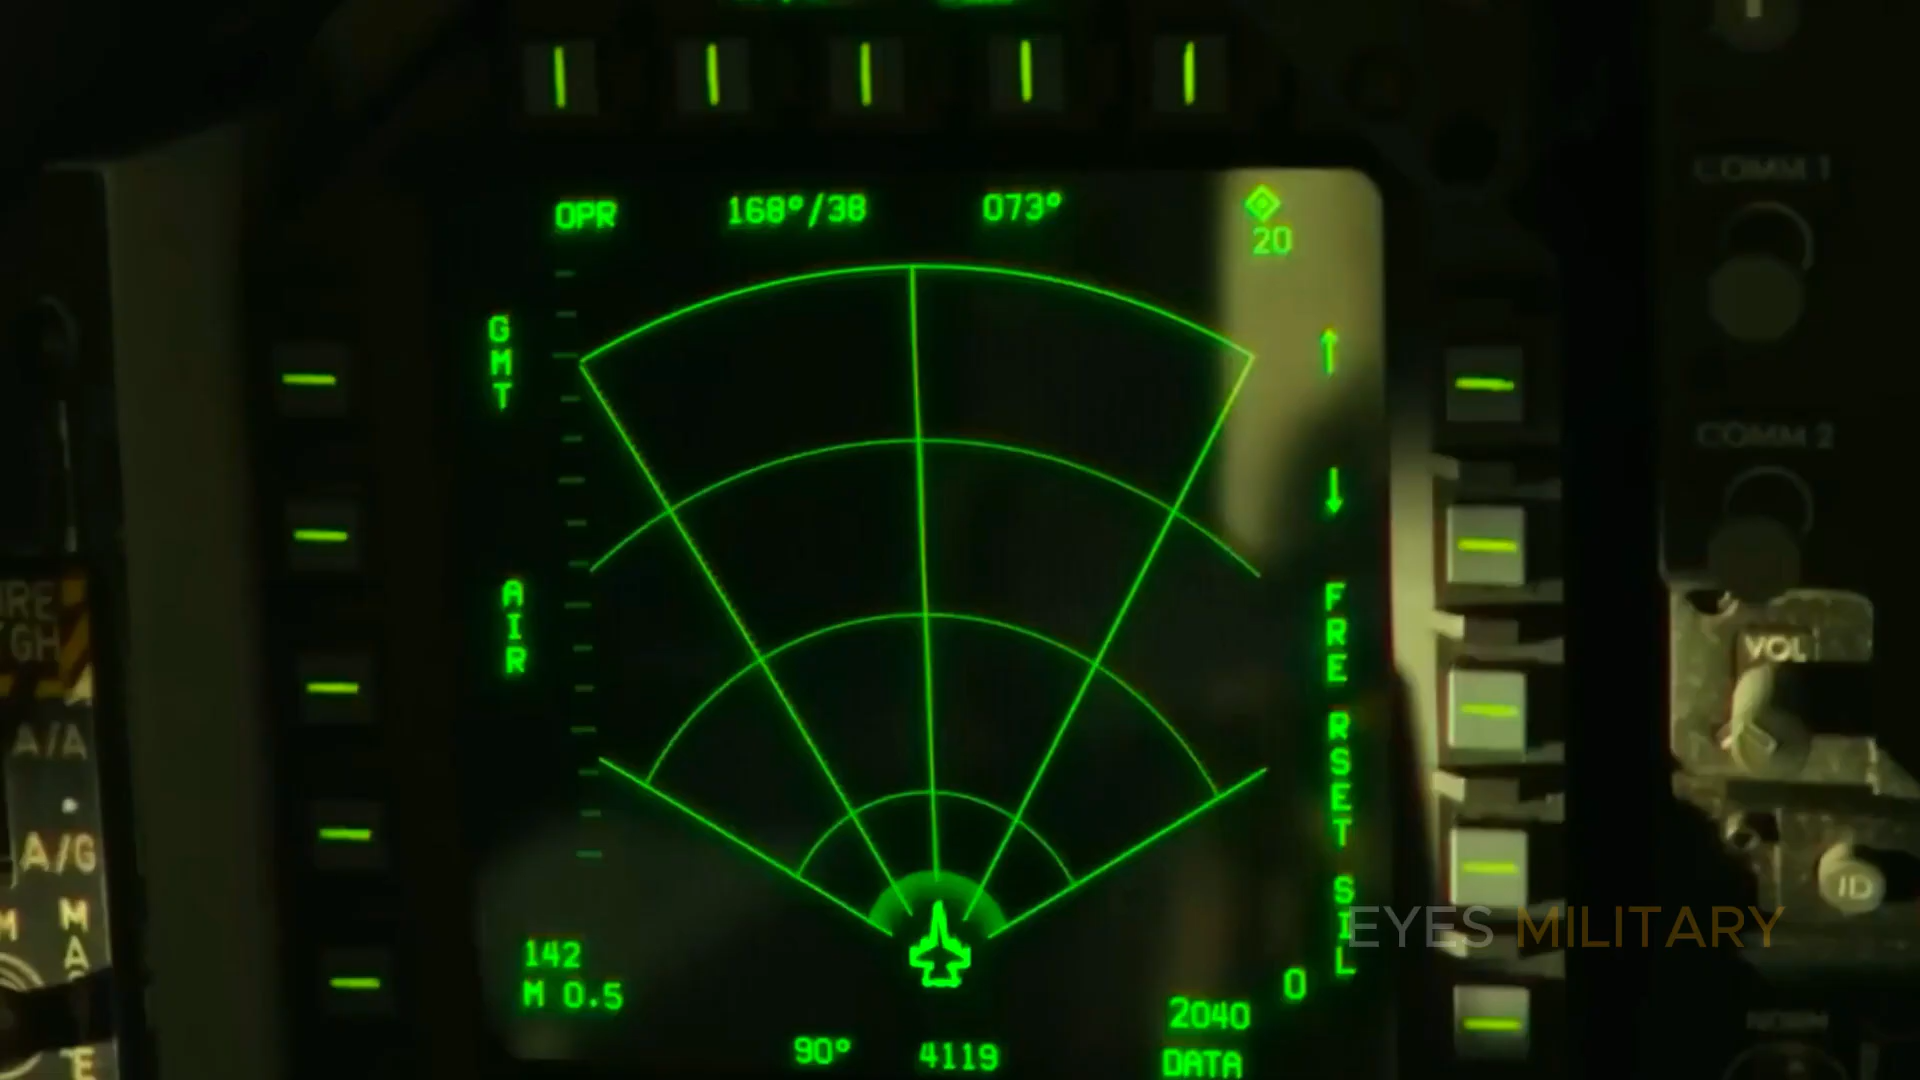 OPR
168°/38
073°
20
GMT
AIR
FRE
RSET
SIL
142
M 0.5
90°
4119
2040
0
DATA
COMM 1
COMM 2
VOL
ID
NORM
A/A
A/G
EYES MILITARY